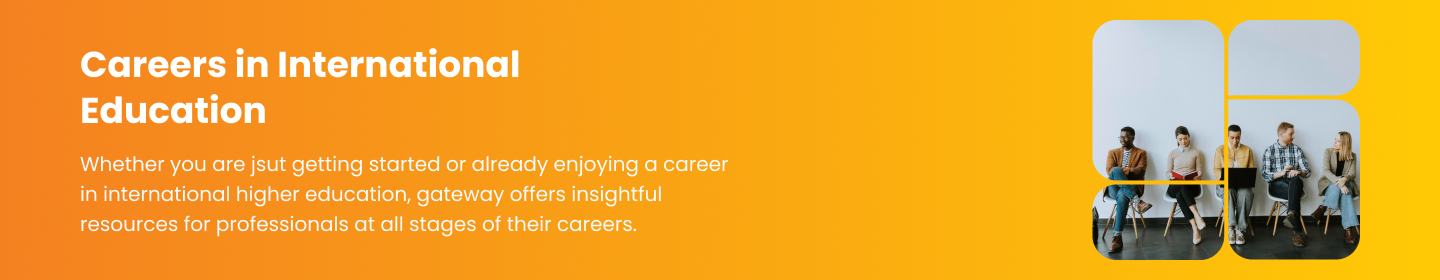 Careers in International
Education
Whether you are jsut getting started or already enjoying a career
in international higher education, gateway offers insightful
resources for professionals at all stages of their careers.